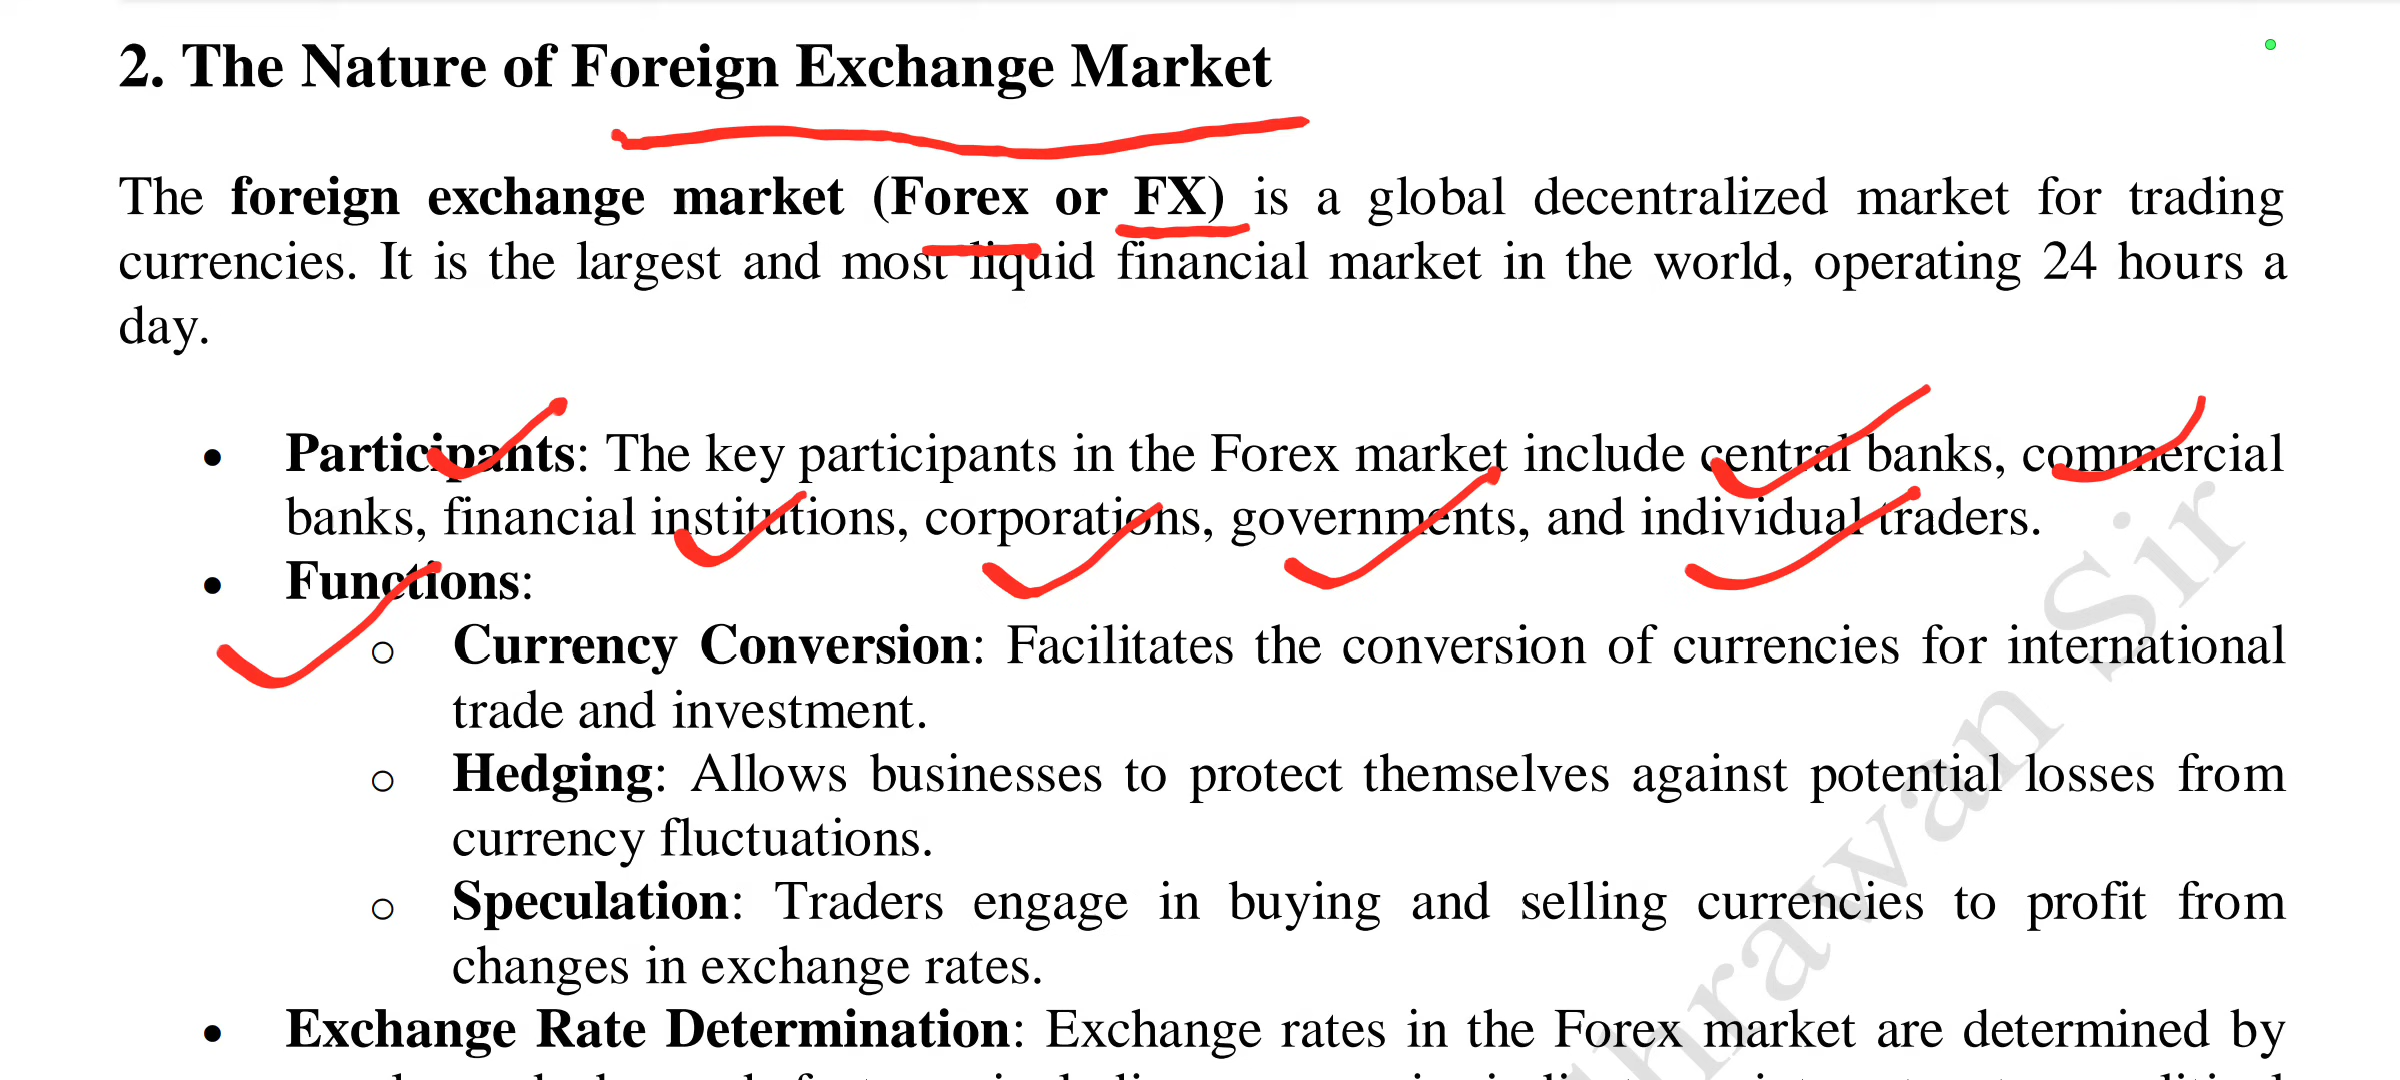 2. The Nature of Foreign Exchange Market
The foreign exchange market (Forex or FX) is a global decentralized market for trading
currencies. It is the largest and most liquid financial market in the world, operating 24 hours a
day.
• Participants: The key participants in the Forex market include central banks, commercial
banks, financial institutions, corporations, governments, and individual traders.
• Functions:
o Currency Conversion: Facilitates the conversion of currencies for international
trade and investment.
o Hedging: Allows businesses to protect themselves against potential losses from
currency fluctuations.
o Speculation: Traders engage in buying and selling currencies to profit from
changes in exchange rates.
• Exchange Rate Determination: Exchange rates in the Forex market are determined by
hrawan Sir